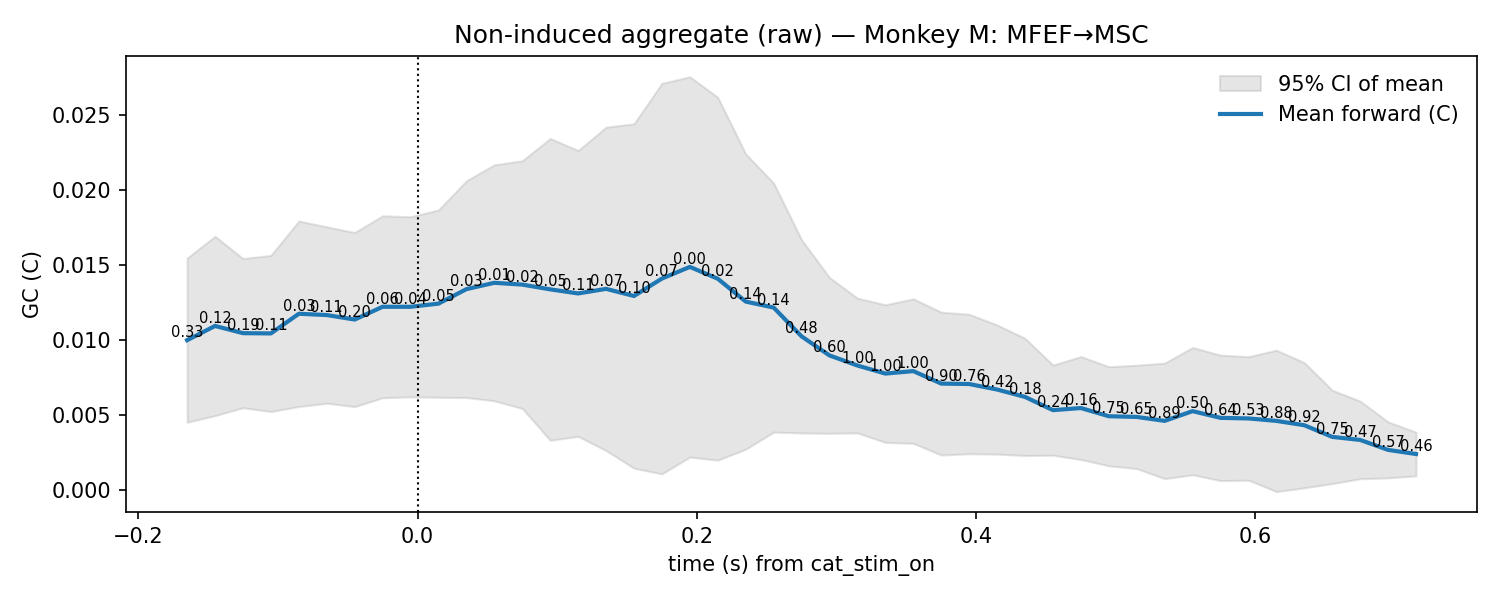 Non-induced aggregate (raw) — Monkey M: MFEF→MSC
95% CI of mean
Mean forward (C)
GC (C)
0.025
0.020
0.015
0.010
0.005
0.000
0.33 0.12 0.19 0.11 0.03 0.11 0.20 0.06 0.04 0.05 0.03 0.01 0.02 0.05 0.11 0.07 0.10 0.07 0.00 0.02 0.14 0.14 0.48 0.60 1.00 1.00 1.00 0.90 0.76 0.42 0.18 0.24 0.16 0.75 0.65 0.89 0.50 0.64 0.53 0.88 0.92 0.75 0.47 0.57 0.46
−0.2 0.0 0.2 0.4 0.6
time (s) from cat_stim_on